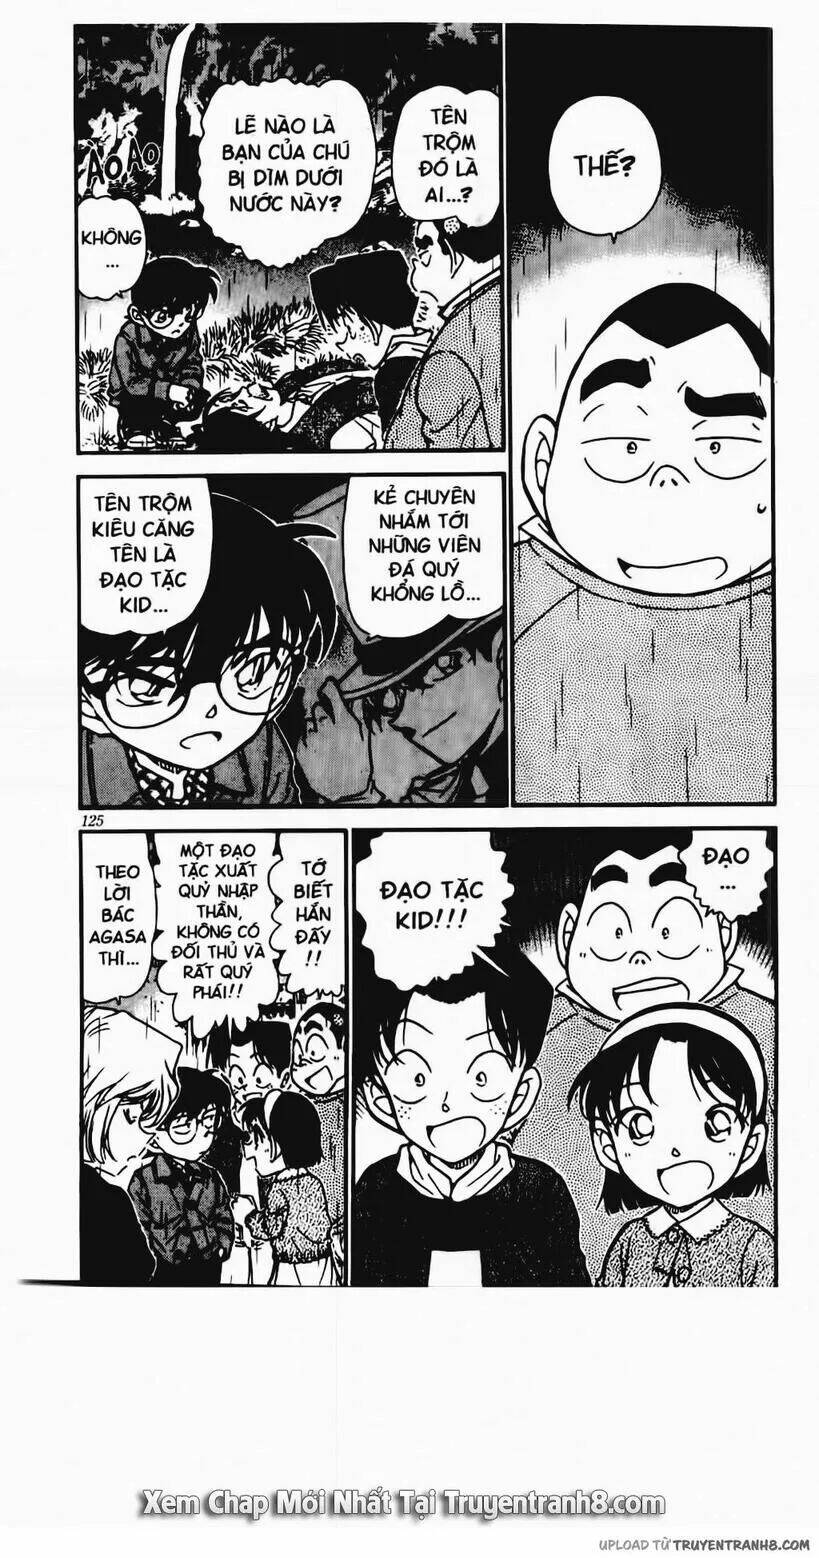 THẾ?
TÊN
TRỘM
ĐÓ LÀ
AI...?
LẼ NÀO LÀ
BẠN CỦA CHÚ
BỊ DÌM DƯỚI
NƯỚC NÀY?
ÀO ÀO
KHÔNG
...
KẺ CHUYÊN
NHẮM TỚI
NHỮNG VIÊN
ĐÁ QUÝ
KHỔNG LỒ...
TÊN TRỘM
KIÊU CĂNG
TÊN LÀ
ĐẠO TẶC
KID...
125
ĐẠO
...
ĐẠO TẶC
KID!!!
TỚ
BIẾT
HẮN
ĐẤY
!!
MỘT ĐẠO
TẶC XUẤT
QUỶ NHẬP
THẦN,
KHÔNG CÓ
ĐỐI THỦ VÀ
RẤT QUÝ
PHÁI!!
THEO
LỜI
BÁC
AGASA
THÌ...
Xem Chap Mới Nhất Tại Truyentranh8.com
UPLOAD TỪ TRUYENTRANH8.COM